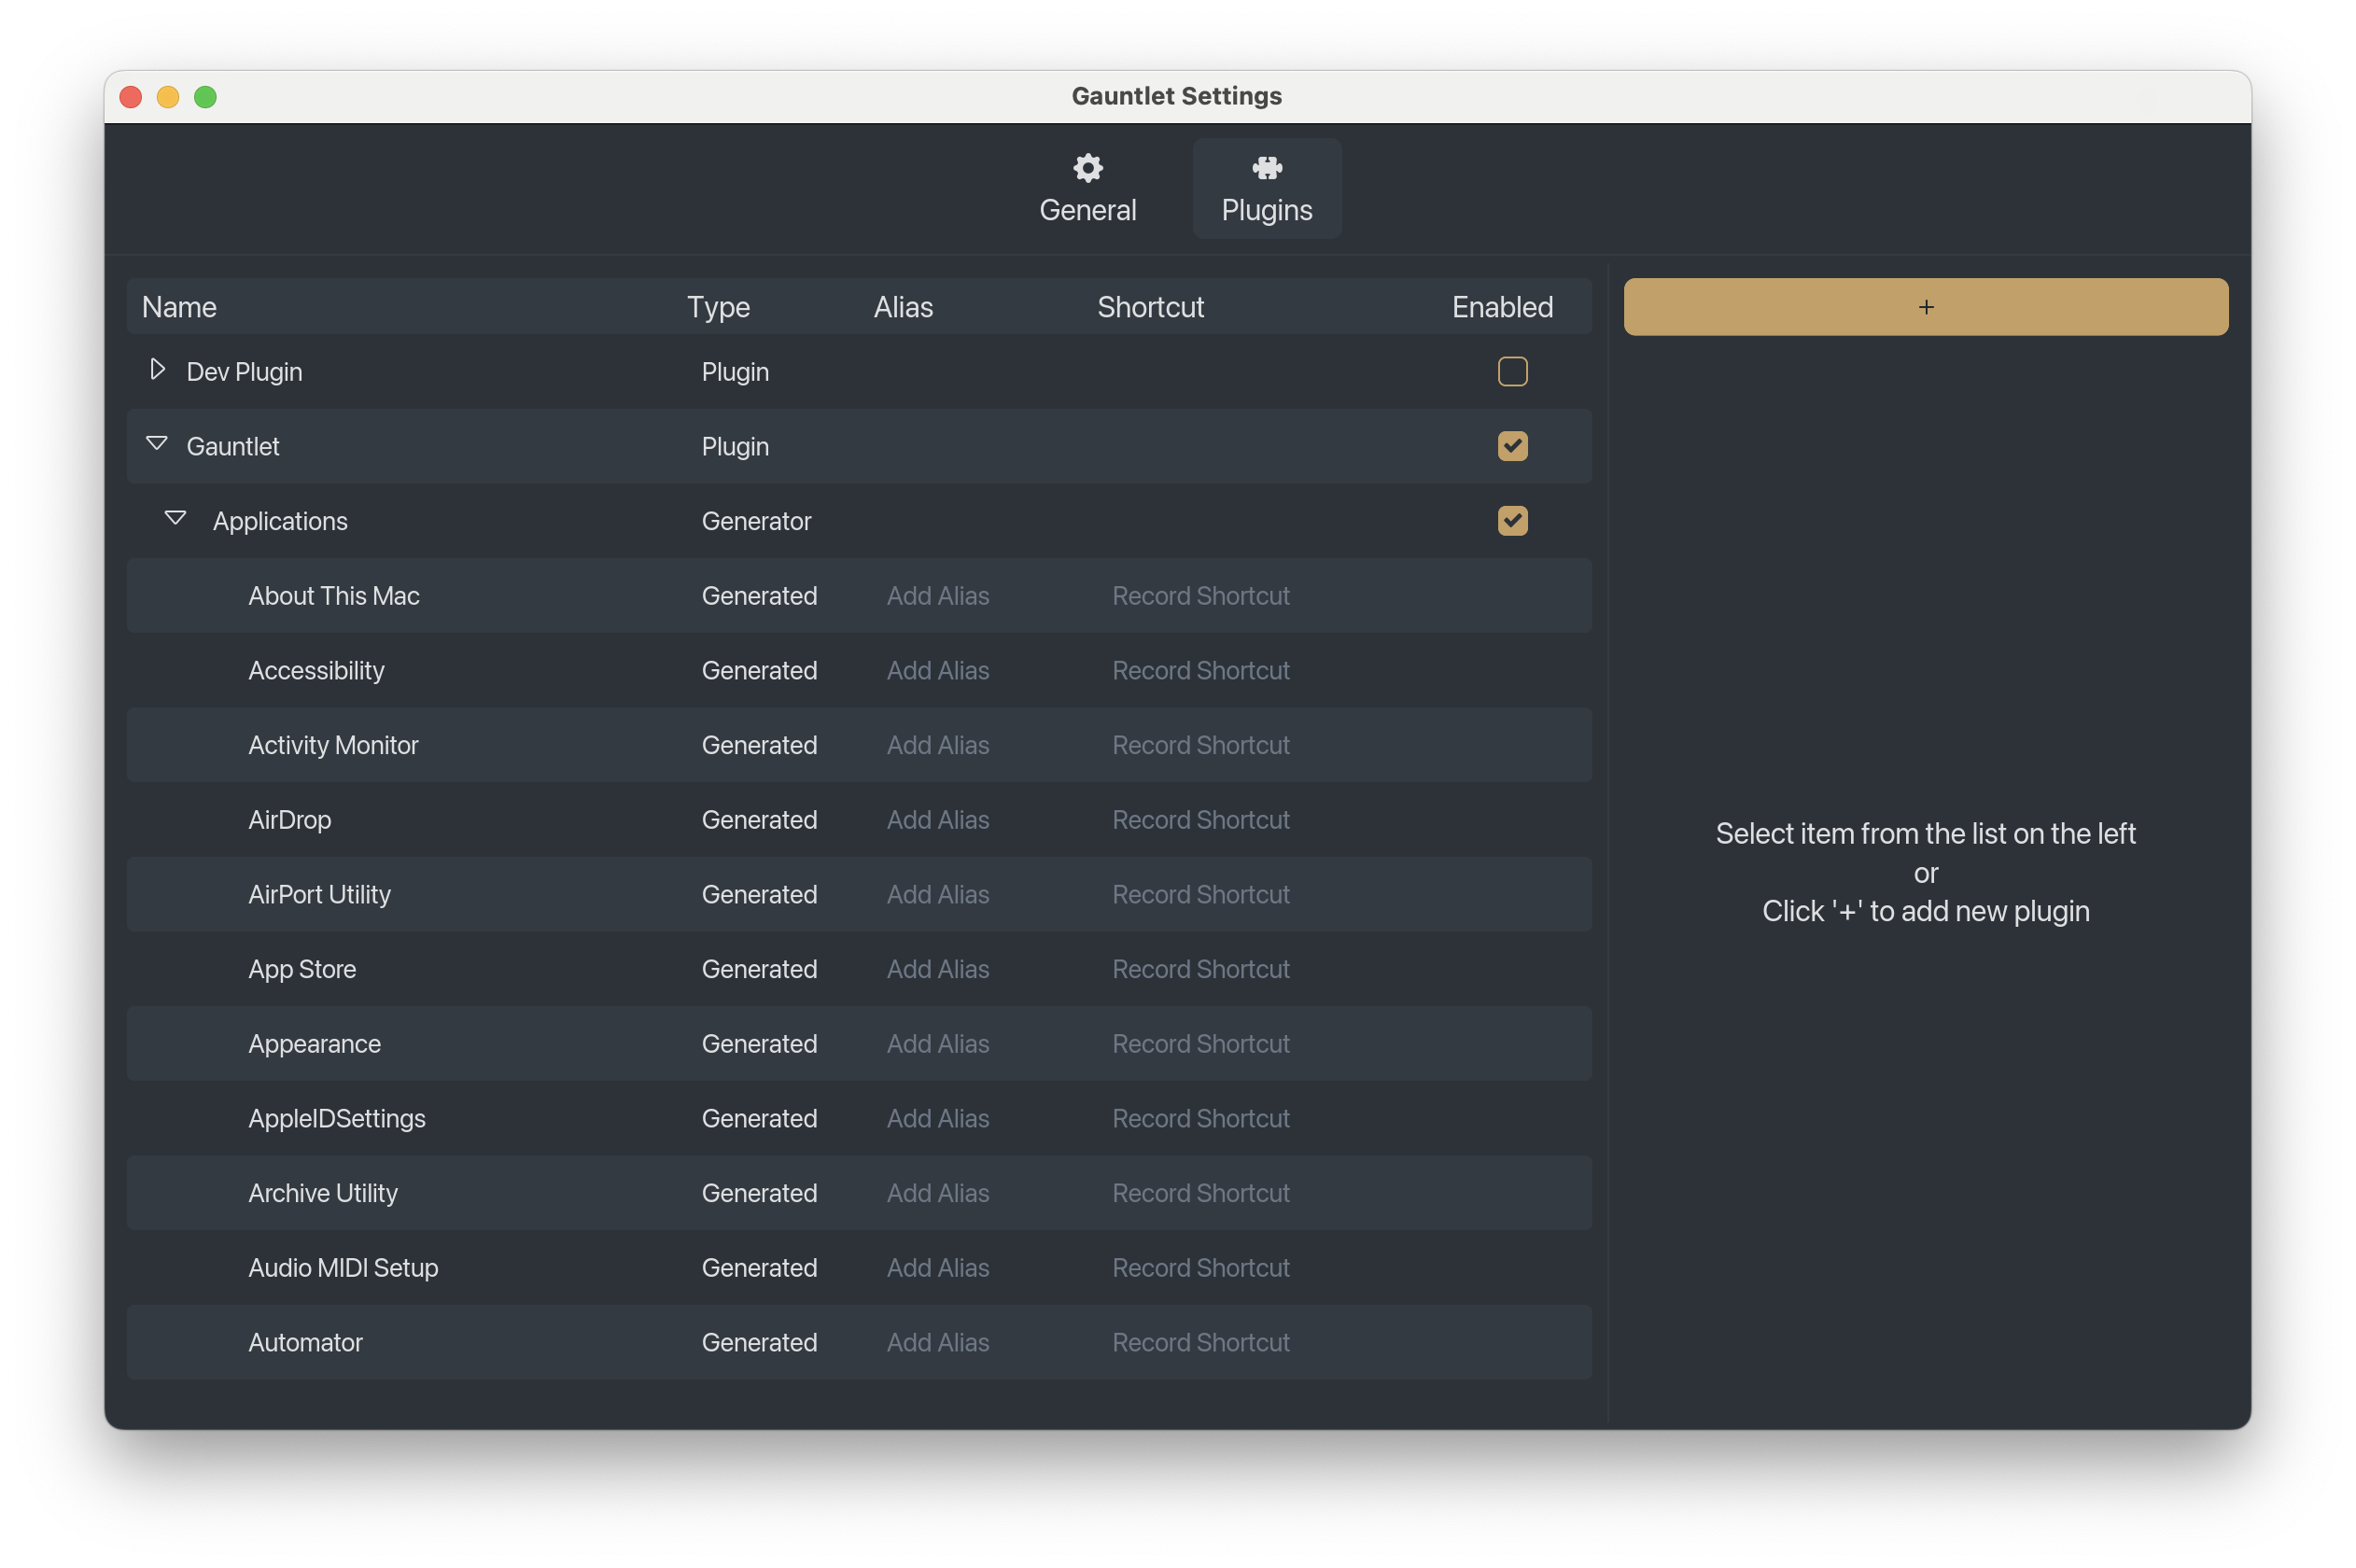 Gauntlet Settings
General
Plugins
Name Type Alias Shortcut Enabled
+
Dev Plugin Plugin
Gauntlet Plugin
Applications Generator
About This Mac Generated Add Alias Record Shortcut
Accessibility Generated Add Alias Record Shortcut
Activity Monitor Generated Add Alias Record Shortcut
AirDrop Generated Add Alias Record Shortcut
AirPort Utility Generated Add Alias Record Shortcut
App Store Generated Add Alias Record Shortcut
Appearance Generated Add Alias Record Shortcut
AppleIDSettings Generated Add Alias Record Shortcut
Archive Utility Generated Add Alias Record Shortcut
Audio MIDI Setup Generated Add Alias Record Shortcut
Automator Generated Add Alias Record Shortcut
Select item from the list on the left
or
Click '+' to add new plugin